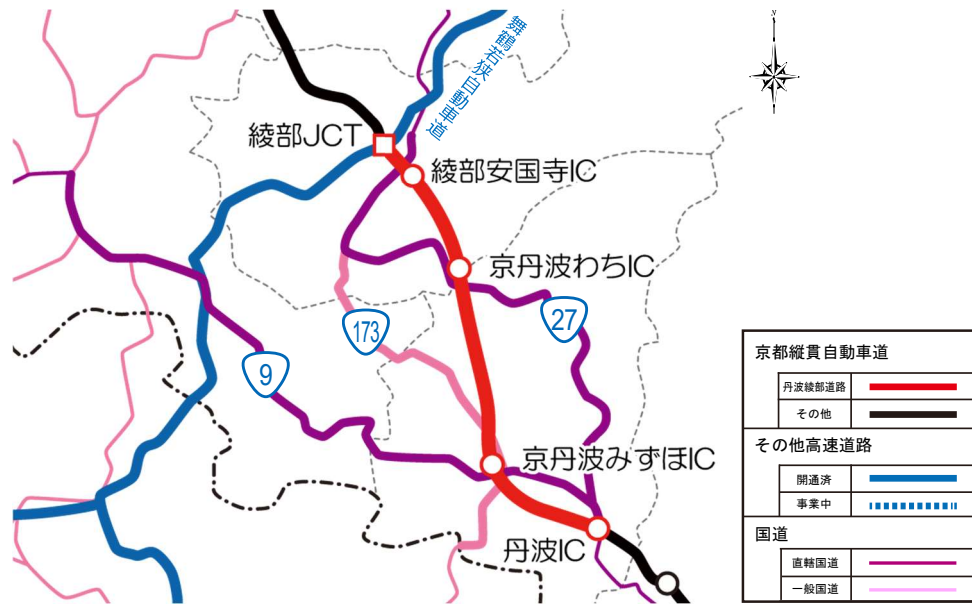 N
舞鶴若狭自動車道
綾部JCT
綾部安国寺IC
京丹波わちIC
173
27
9
京丹波みずほIC
丹波IC
京都縦貫自動車道
丹波綾部道路
その他
その他高速道路
開通済
事業中
国道
直轄国道
一般国道